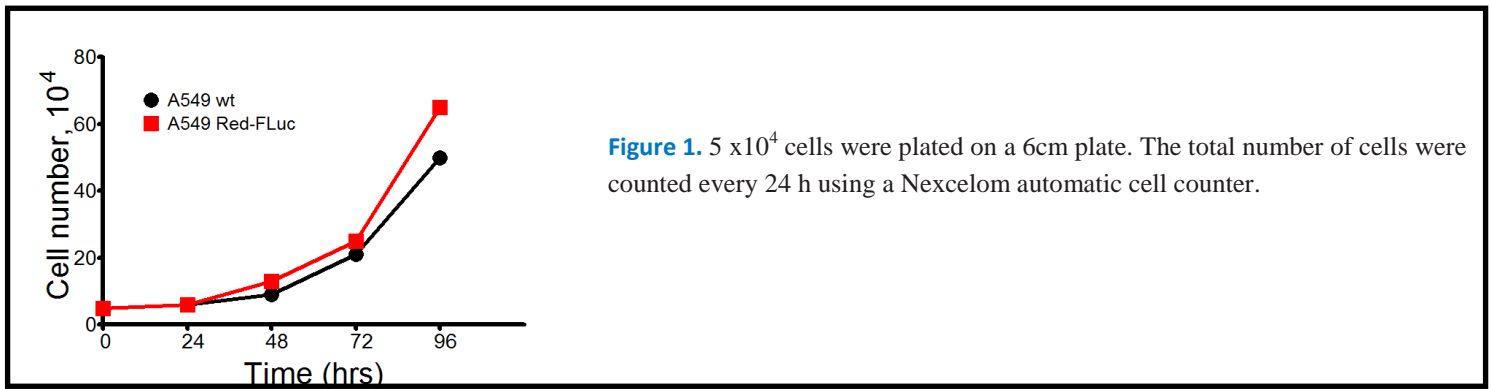 80
60
40
20
0
Cell number, 10⁴
A549 wt
A549 Red-FLuc
0 24 48 72 96
Time (hrs)
Figure 1. 5 x10⁴ cells were plated on a 6cm plate. The total number of cells were
counted every 24 h using a Nexcelom automatic cell counter.